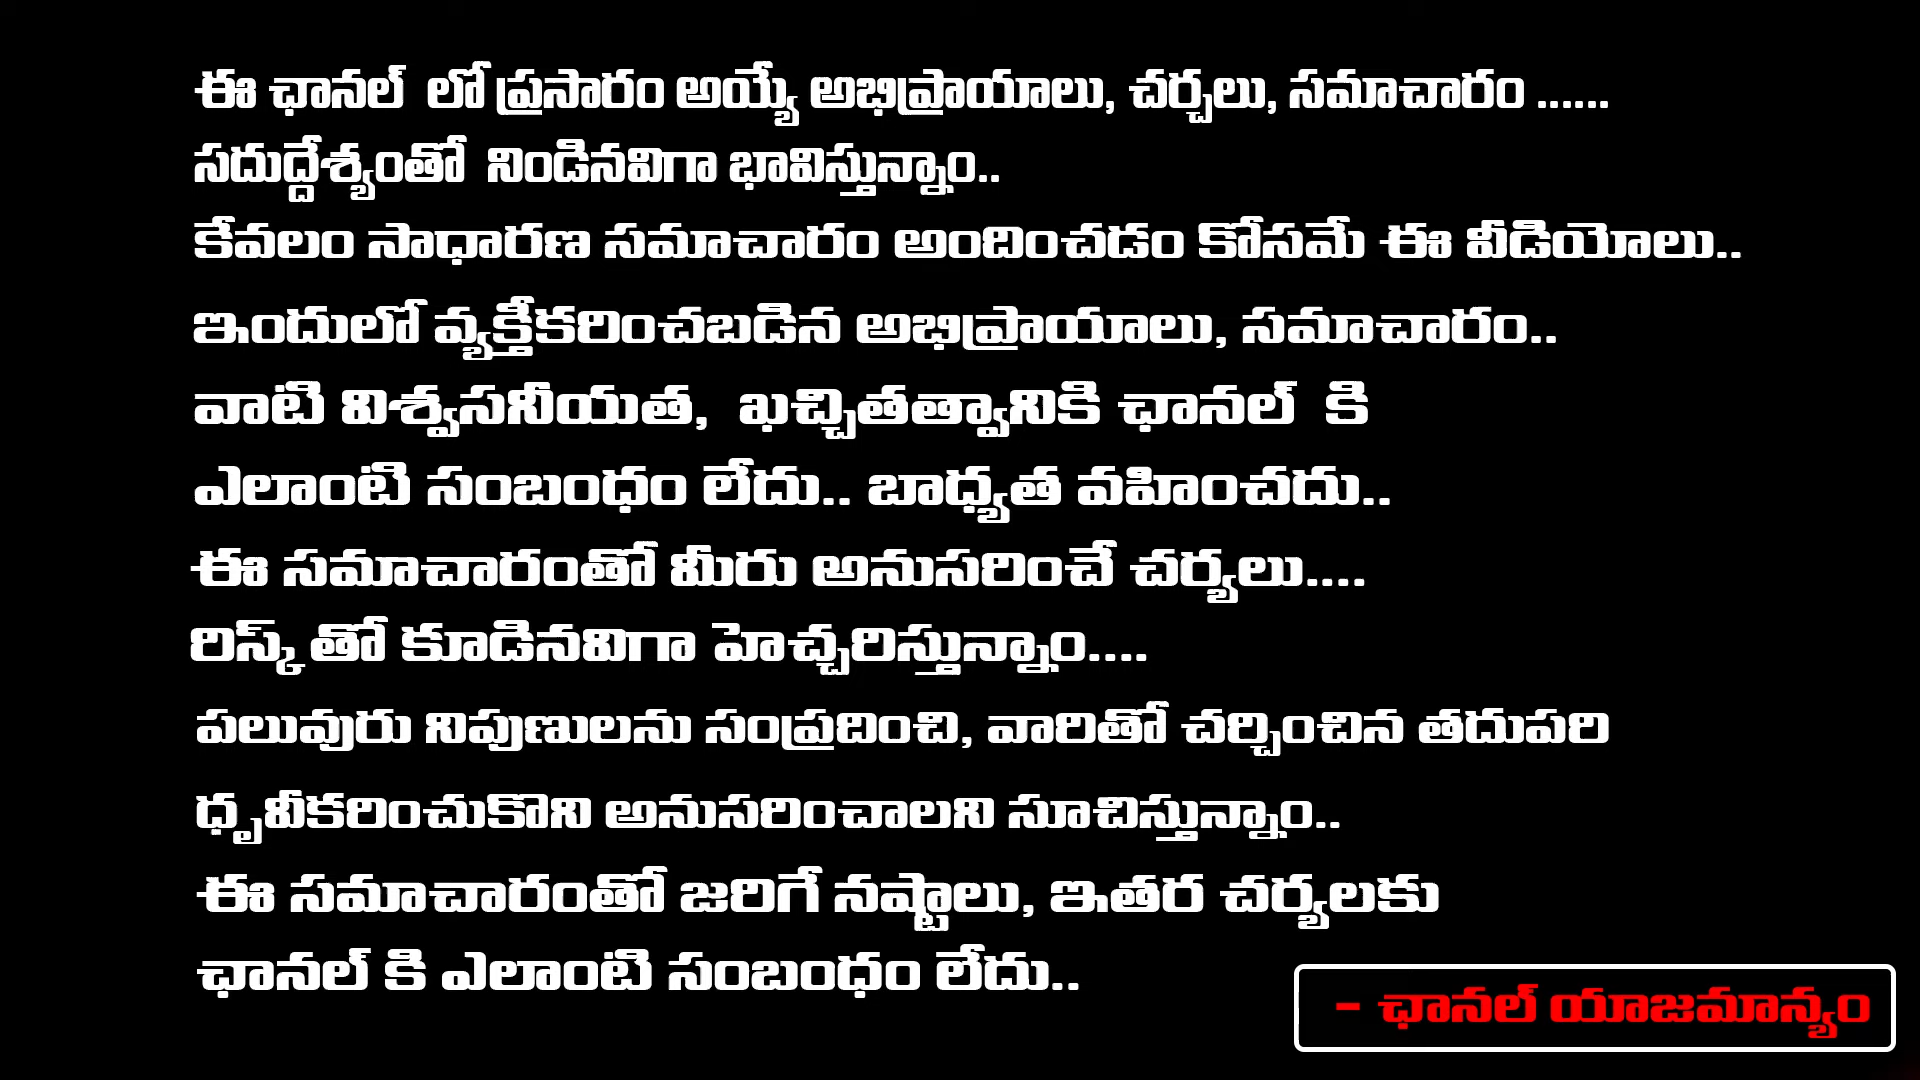 ఈ ఛానల్ లో ప్రసారం అయ్యే అభిప్రాయాలు, చర్చలు, సమాచారం ......
సదుద్దేశ్యంతో నిండినవిగా భావిస్తున్నాం..
కేవలం సాధారణ సమాచారం అందించడం కోసమే ఈ వీడియోలు..
ఇందులో వ్యక్తీకరించబడిన అభిప్రాయాలు, సమాచారం..
వాటి విశ్వసనీయత, ఖచ్చితత్వానికి ఛానల్ కి
ఎలాంటి సంబంధం లేదు.. బాధ్యత వహించదు..
ఈ సమాచారంతో మీరు అనుసరించే చర్యలు....
రిస్క్ తో కూడినవిగా హెచ్చరిస్తున్నాం....
పలువురు నిపుణులను సంప్రదించి, వారితో చర్చించిన తదుపరి
ధృవీకరించుకొని అనుసరించాలని సూచిస్తున్నాం..
ఈ సమాచారంతో జరిగే నష్టాలు, ఇతర చర్యలకు
ఛానల్ కి ఎలాంటి సంబంధం లేదు..
- ఛానల్ యాజమాన్యం